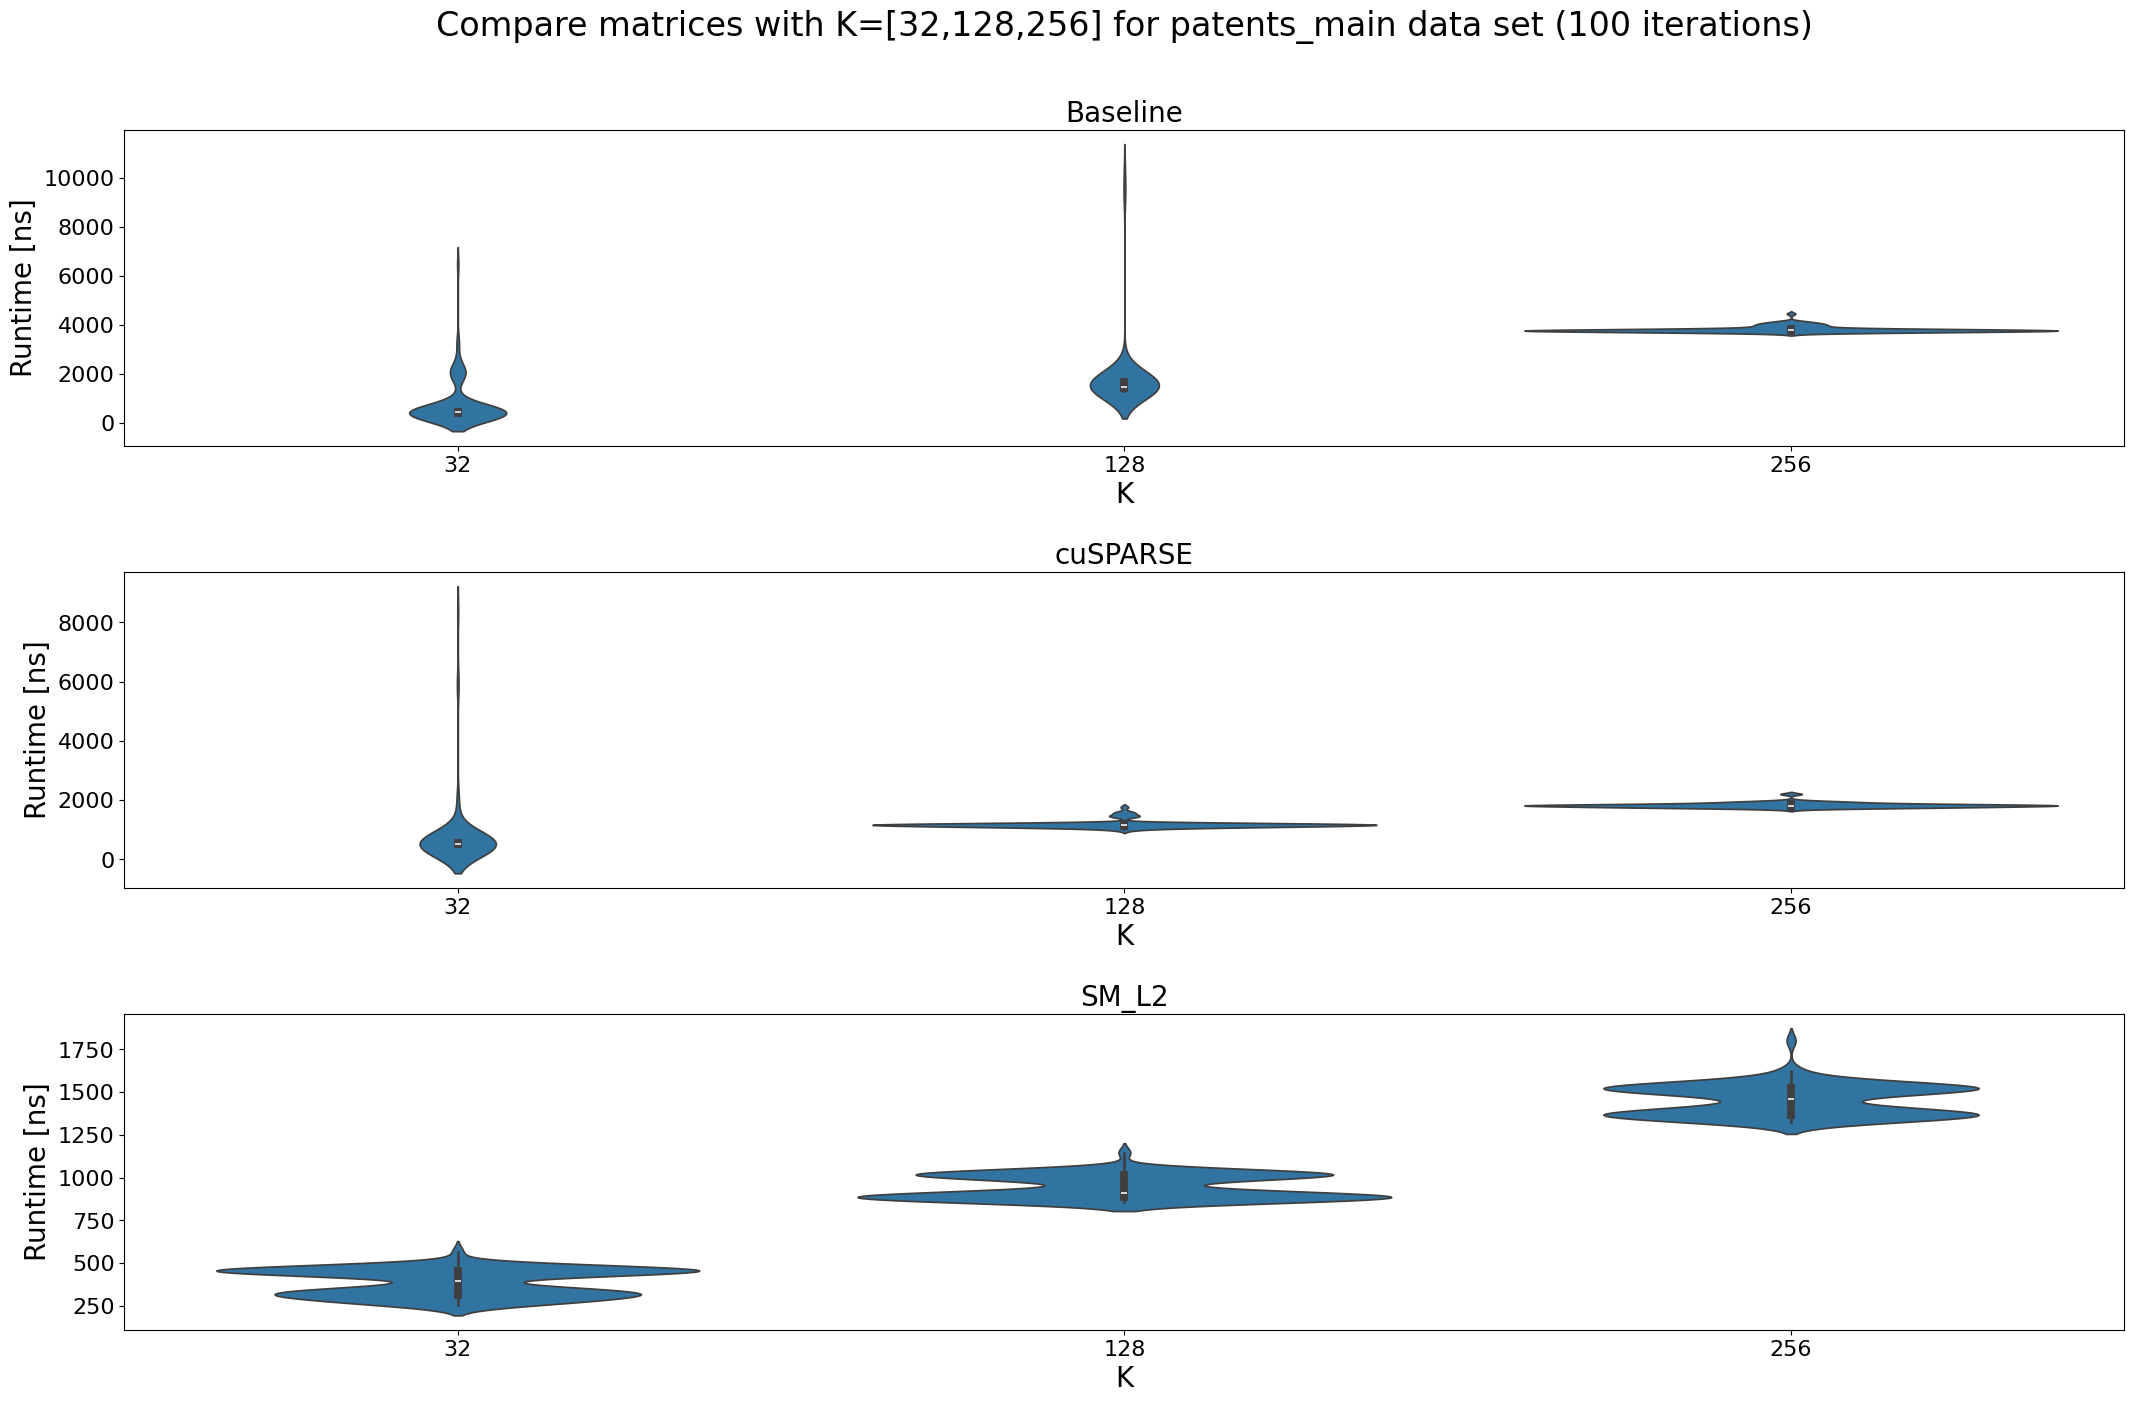 Compare matrices with K=[32,128,256] for patents_main data set (100 iterations)
Baseline
Runtime [ns]
10000
8000
6000
4000
2000
0
32 128 256
K
cuSPARSE
Runtime [ns]
8000
6000
4000
2000
0
32 128 256
K
SM_L2
Runtime [ns]
1750
1500
1250
1000
750
500
250
32 128 256
K